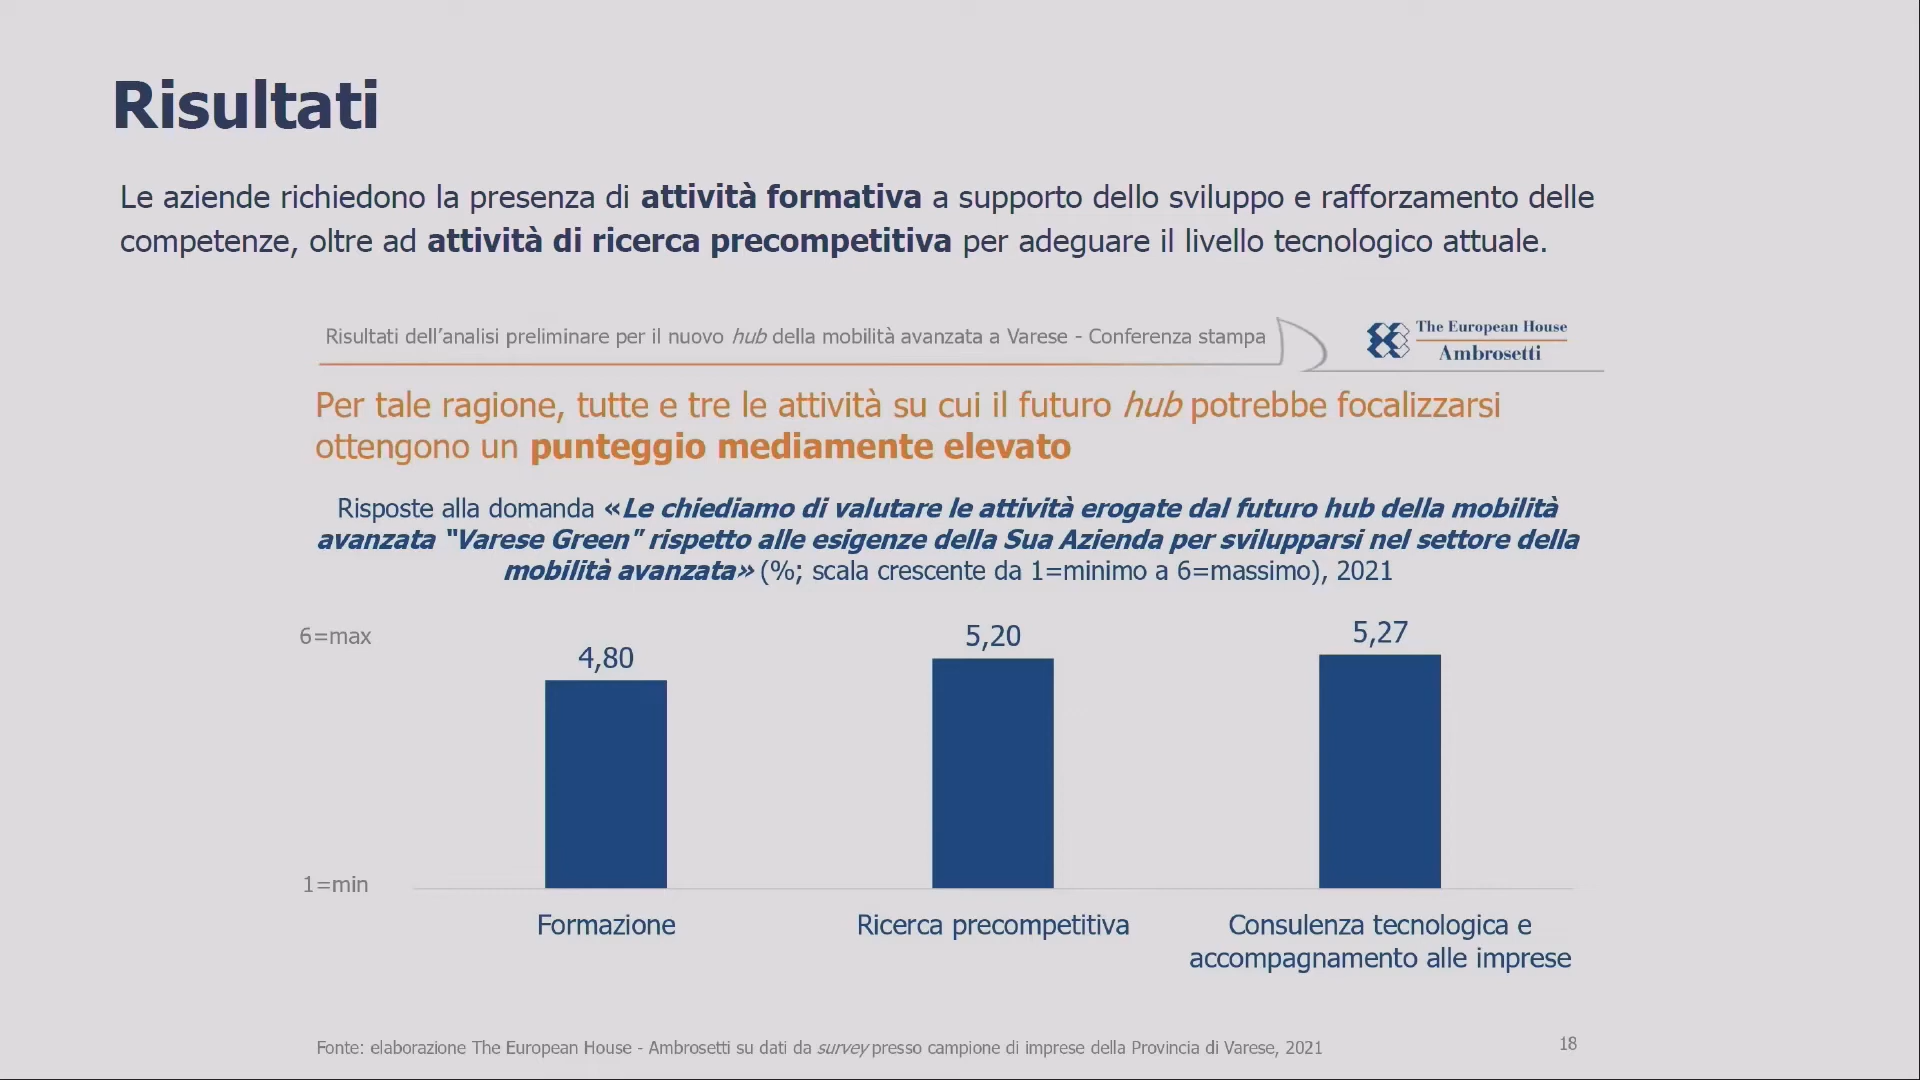 Risultati
Le aziende richiedono la presenza di attività formativa a supporto dello sviluppo e rafforzamento delle
competenze, oltre ad attività di ricerca precompetitiva per adeguare il livello tecnologico attuale.
Risultati dell’analisi preliminare per il nuovo hub della mobilità avanzata a Varese - Conferenza stampa
The European House
Ambrosetti
Per tale ragione, tutte e tre le attività su cui il futuro hub potrebbe focalizzarsi
ottengono un punteggio mediamente elevato
Risposte alla domanda «Le chiediamo di valutare le attività erogate dal futuro hub della mobilità
avanzata "Varese Green" rispetto alle esigenze della Sua Azienda per svilupparsi nel settore della
mobilità avanzata» (%; scala crescente da 1=minimo a 6=massimo), 2021
6=max
4,80
5,20
5,27
1=min
Formazione
Ricerca precompetitiva
Consulenza tecnologica e
accompagnamento alle imprese
Fonte: elaborazione The European House - Ambrosetti su dati da survey presso campione di imprese della Provincia di Varese, 2021
18